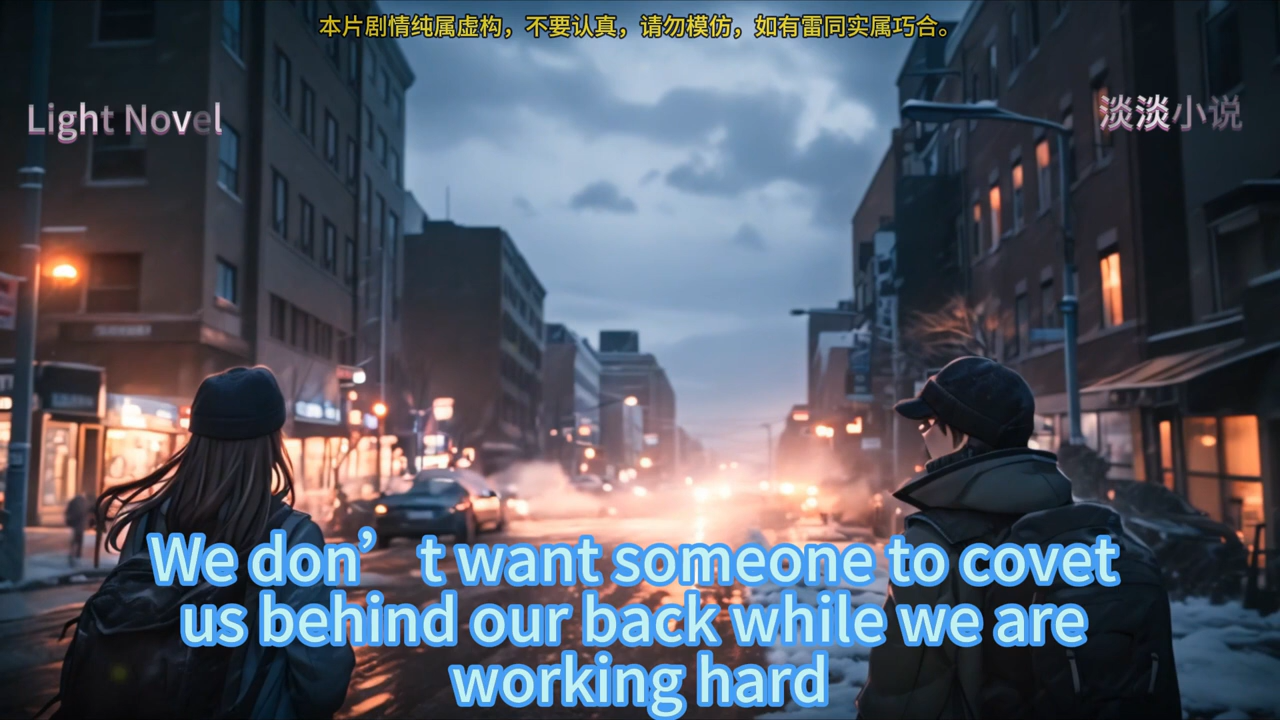 本片剧情纯属虚构，不要认真，请勿模仿，如有雷同实属巧合。
Light Novel
淡淡小说
We don’t want someone to covet
us behind our back while we are
working hard